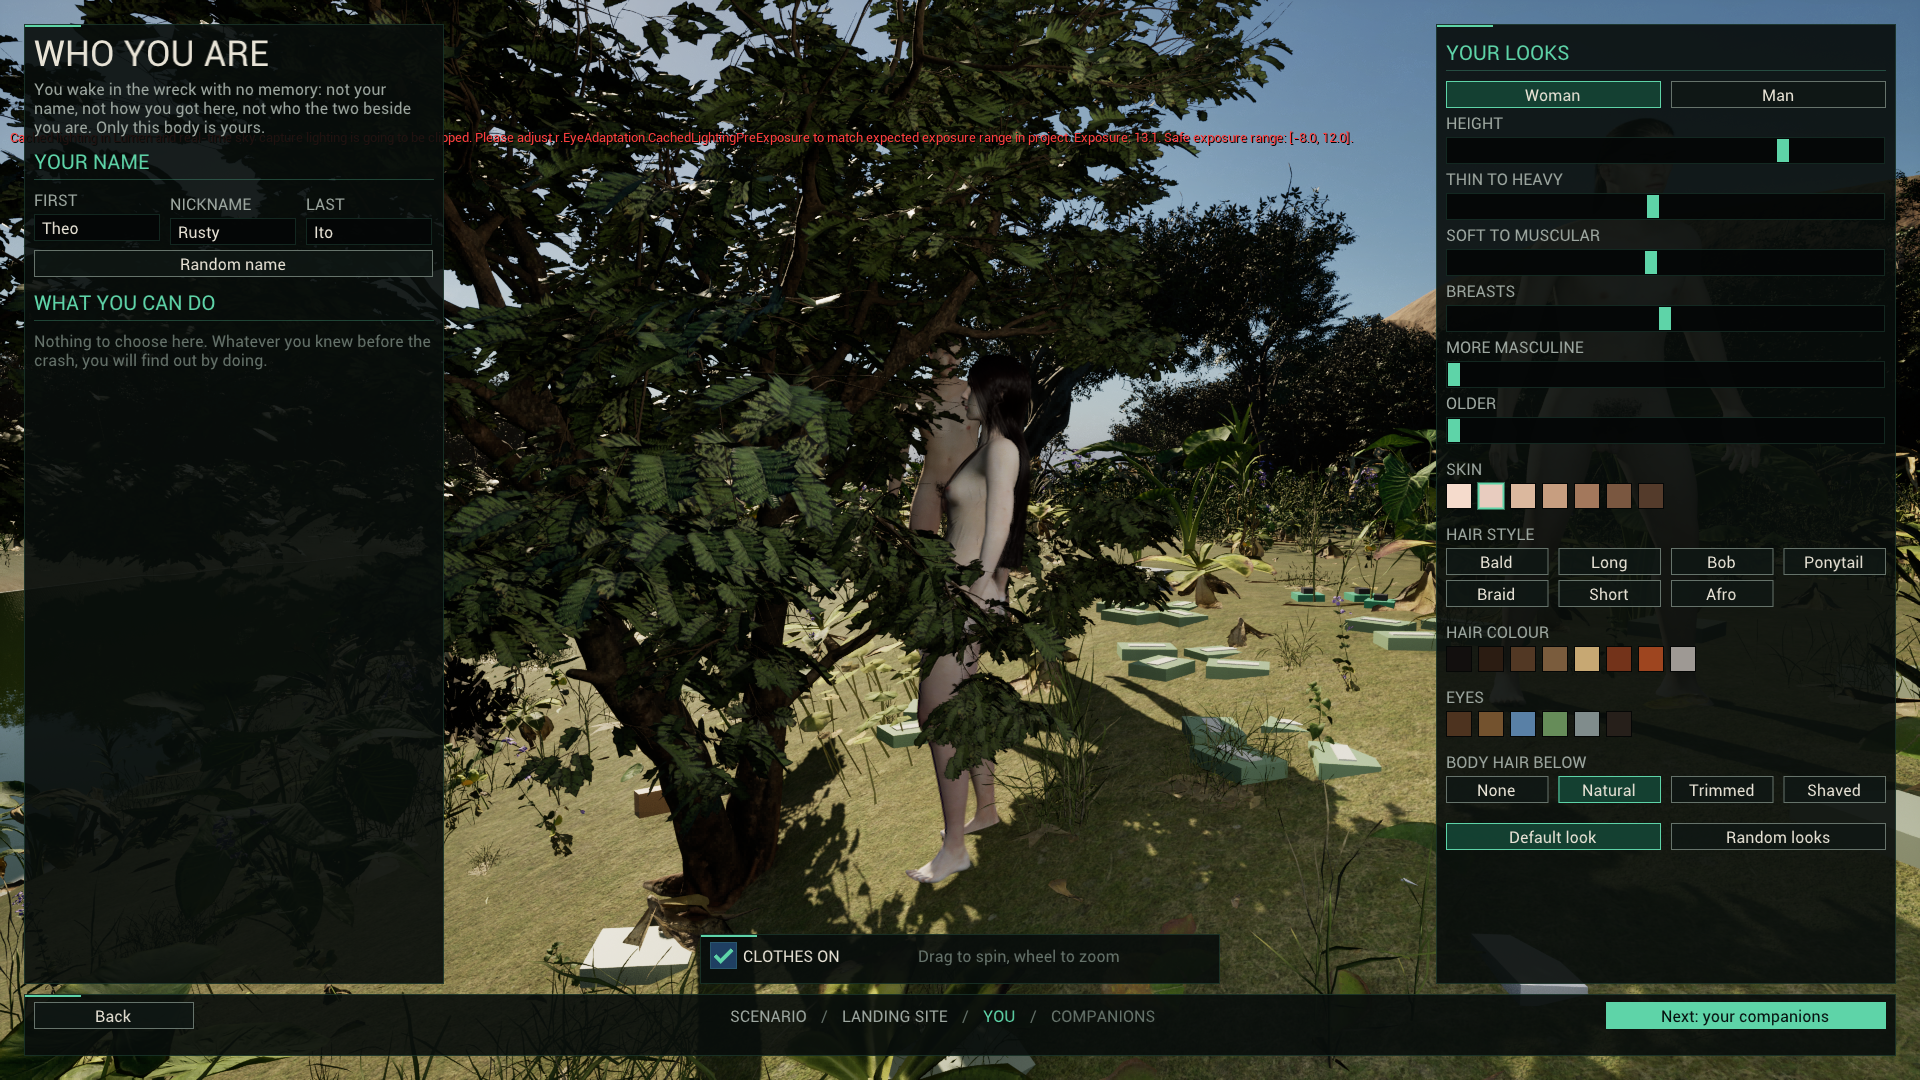 WHO YOU ARE
You wake in the wreck with no memory: not your
name, not how you got here, not who the two beside
you are. Only this body is yours.
capture lighting is going to be clipped. Please adjust r.EyeAdaptation.CachedLightingPreExposure to match expected exposure range in project. Exposure: 13.1. Safe exposure range: [-8.0, 12.0].
YOUR NAME
FIRST
NICKNAME
LAST
Theo
Rusty
Ito
Random name
WHAT YOU CAN DO
Nothing to choose here. Whatever you knew before the
crash, you will find out by doing.
YOUR LOOKS
Woman
Man
HEIGHT
THIN TO HEAVY
SOFT TO MUSCULAR
BREASTS
MORE MASCULINE
OLDER
SKIN
HAIR STYLE
Bald
Long
Bob
Ponytail
Braid
Short
Afro
HAIR COLOUR
EYES
BODY HAIR BELOW
None
Natural
Trimmed
Shaved
Default look
Random looks
CLOTHES ON
Drag to spin, wheel to zoom
Back
SCENARIO / LANDING SITE / YOU / COMPANIONS
Next: your companions